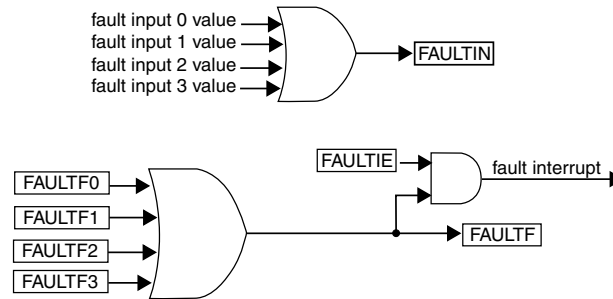 fault input 0 value
fault input 1 value
fault input 2 value
fault input 3 value
FAULTIN
FAULTIE
fault interrupt
FAULTF0
FAULTF1
FAULTF2
FAULTF3
FAULTF